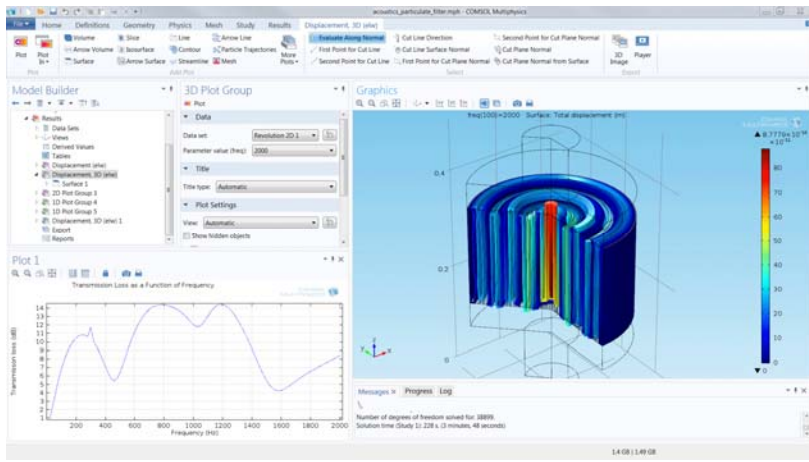 acoustics_particulate_filter.mph - COMSOL Multiphysics
File Home Definitions Geometry Physics Mesh Study Results Displacement, 3D (elw)
Plot
Plot In
Volume
Arrow Volume
Surface
Slice
Isosurface
Arrow Surface
Line
Contour
Streamline
Arrow Line
Particle Trajectories
Mesh
More Plots
Evaluate Along Normal
First Point for Cut Line
Second Point for Cut Line
Cut Line Direction
Cut Line Surface Normal
First Point for Cut Plane Normal
Second Point for Cut Plane Normal
Cut Plane Normal
Cut Plane Normal from Surface
3D Image
Player
Plot
Add Plot
Select
Export
Model Builder
Results
Data Sets
Views
Derived Values
Tables
Displacement (elw)
Displacement, 3D (elw)
Surface 1
2D Plot Group 3
1D Plot Group 4
1D Plot Group 5
Displacement, 3D (elw) 1
Export
Reports
3D Plot Group
Plot
Data
Data set: Revolution 2D 1
Parameter value (freq): 2000
Title
Title type: Automatic
Plot Settings
View: Automatic
Show hidden objects
Graphics
freq(100)=2000 Surface: Total displacement (m)
0.4
0.2
0
80
70
60
50
40
30
20
10
0
▼ 0
z
y
x
Plot 1
Transmission Loss as a Function of Frequency
Transmission loss (dB)
14
13
12
11
10
9
8
7
6
5
4
3
2
1
200 400 600 800 1000 1200 1400 1600 1800 2000
Frequency (Hz)
Messages Progress Log
Number of degrees of freedom solved for: 38899.
Solution time (Study 1): 228 s. (3 minutes, 48 seconds)
1.4 GB | 1.49 GB